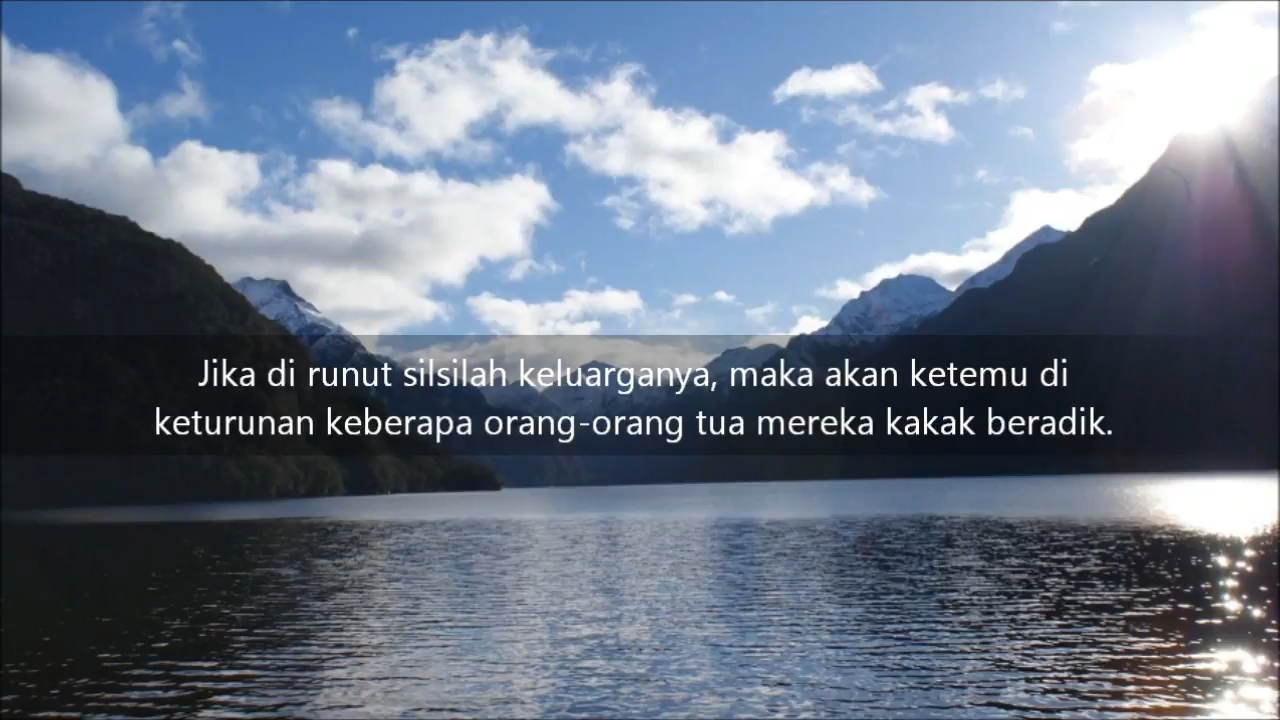 Jika di runut silsilah keluarganya, maka akan ketemu di
keturunan keberapa orang-orang tua mereka kakak beradik.